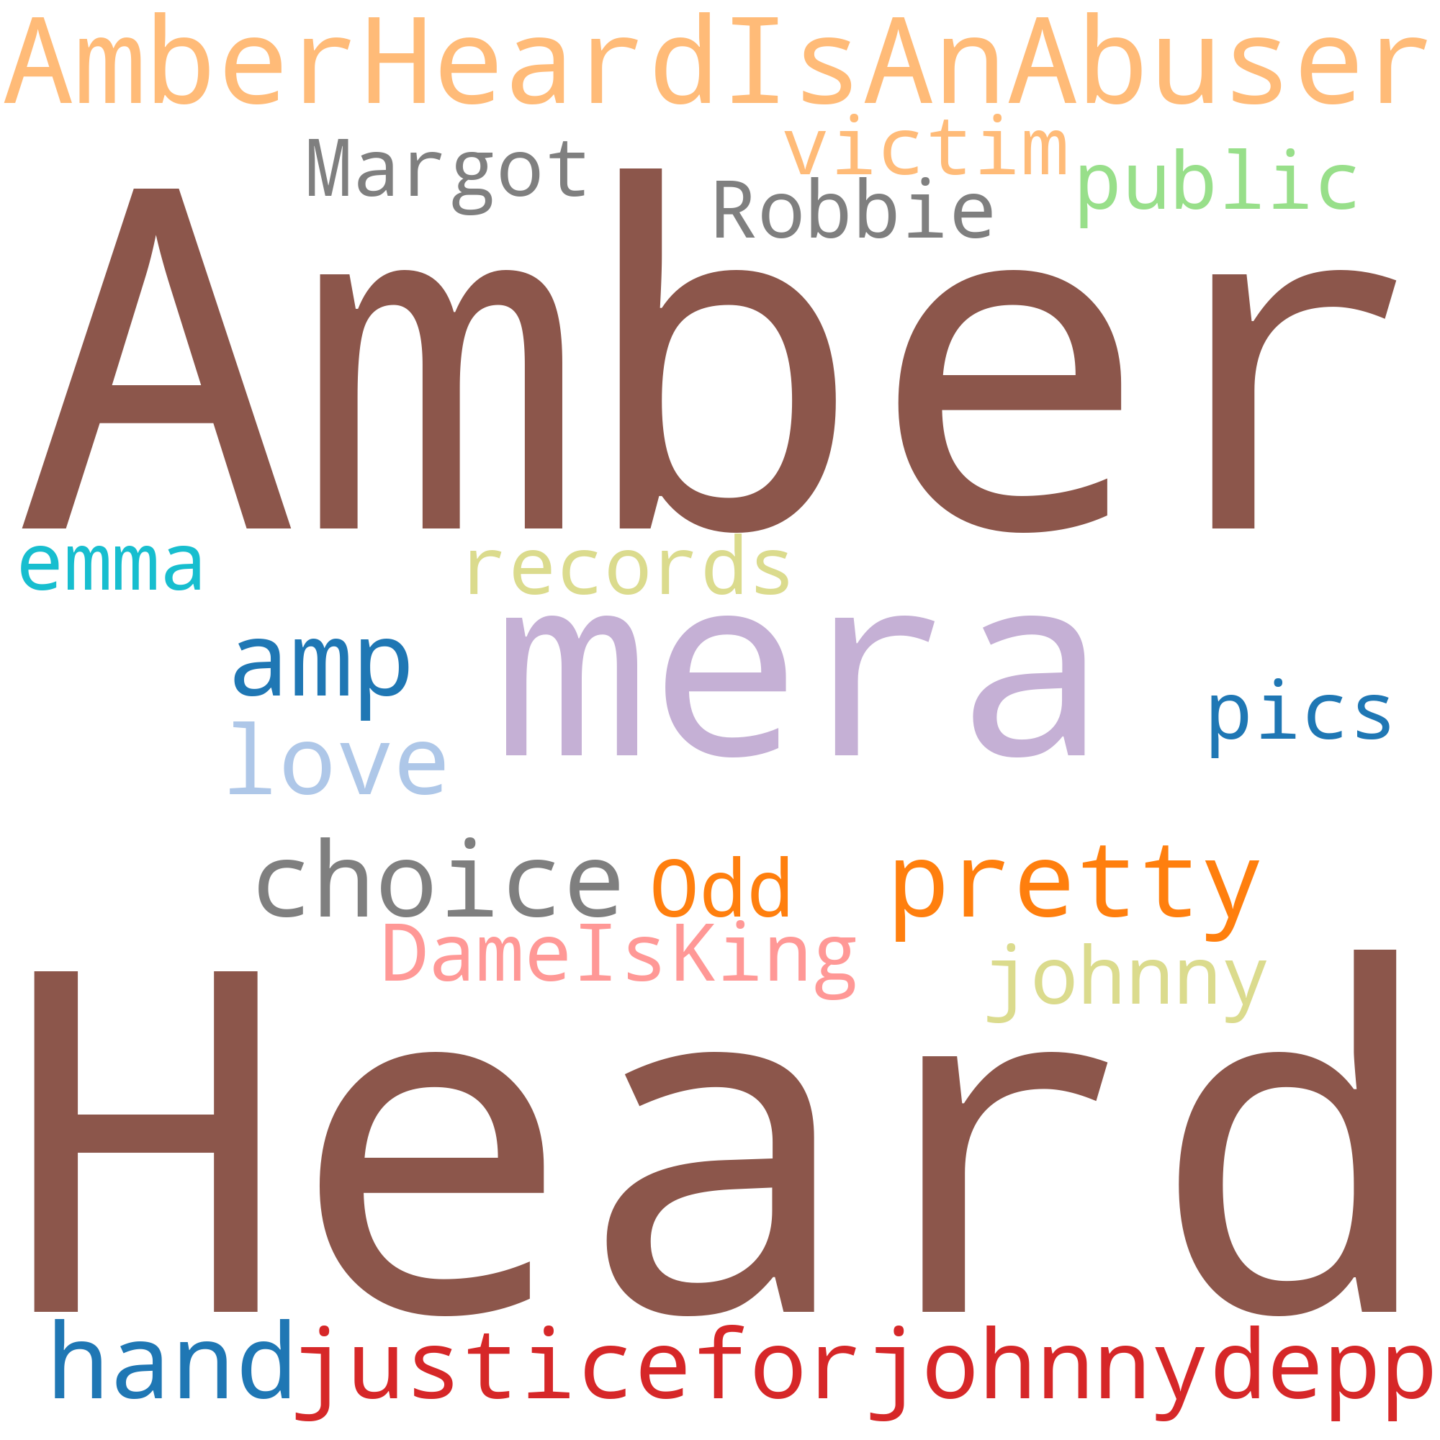 AmberHeardIsAnAbuser
victim
Margot
Robbie
public
Amber
emma
records
mera
amp
pics
love
choice
Odd
pretty
DameIsKing
johnny
Heard
hand
justiceforjohnnydepp